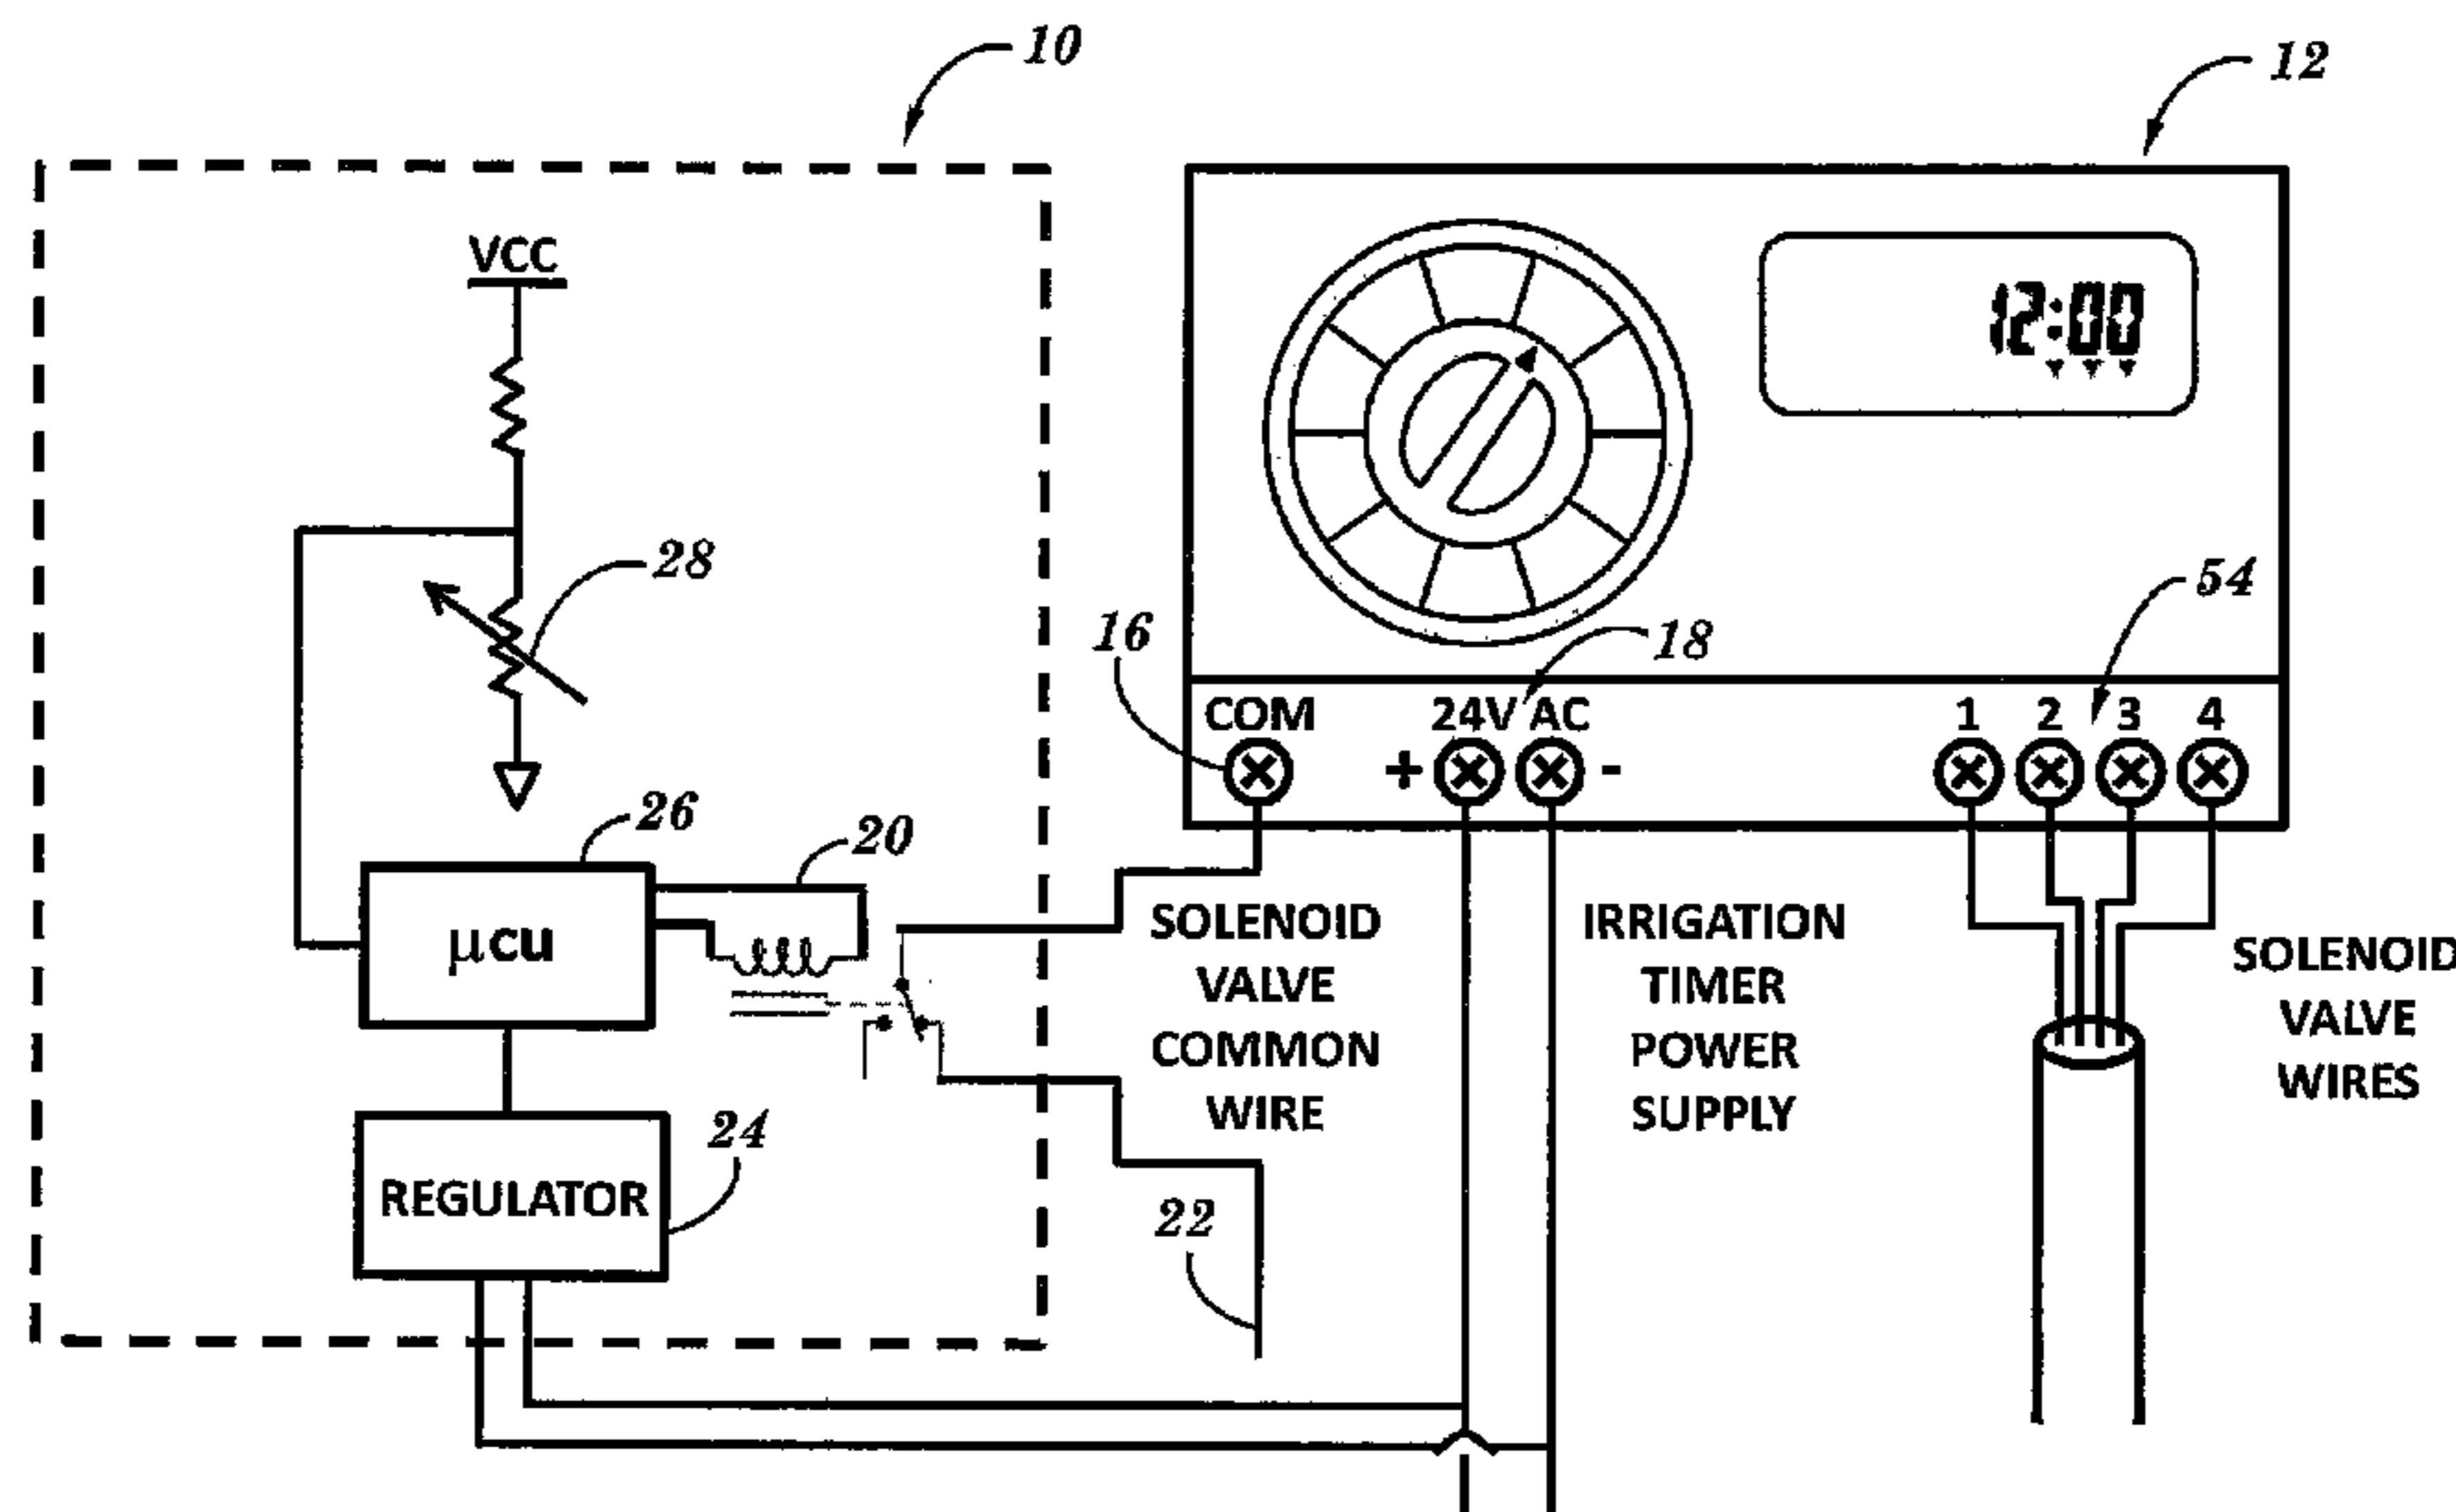 10
12
VCC
12:00
28
54
16
18
COM
24V AC
1 2 3 4
+ -
26
20
μcu
SOLENOID
VALVE
COMMON
WIRE
IRRIGATION
TIMER
POWER
SUPPLY
SOLENOID
VALVE
WIRES
24
REGULATOR
22